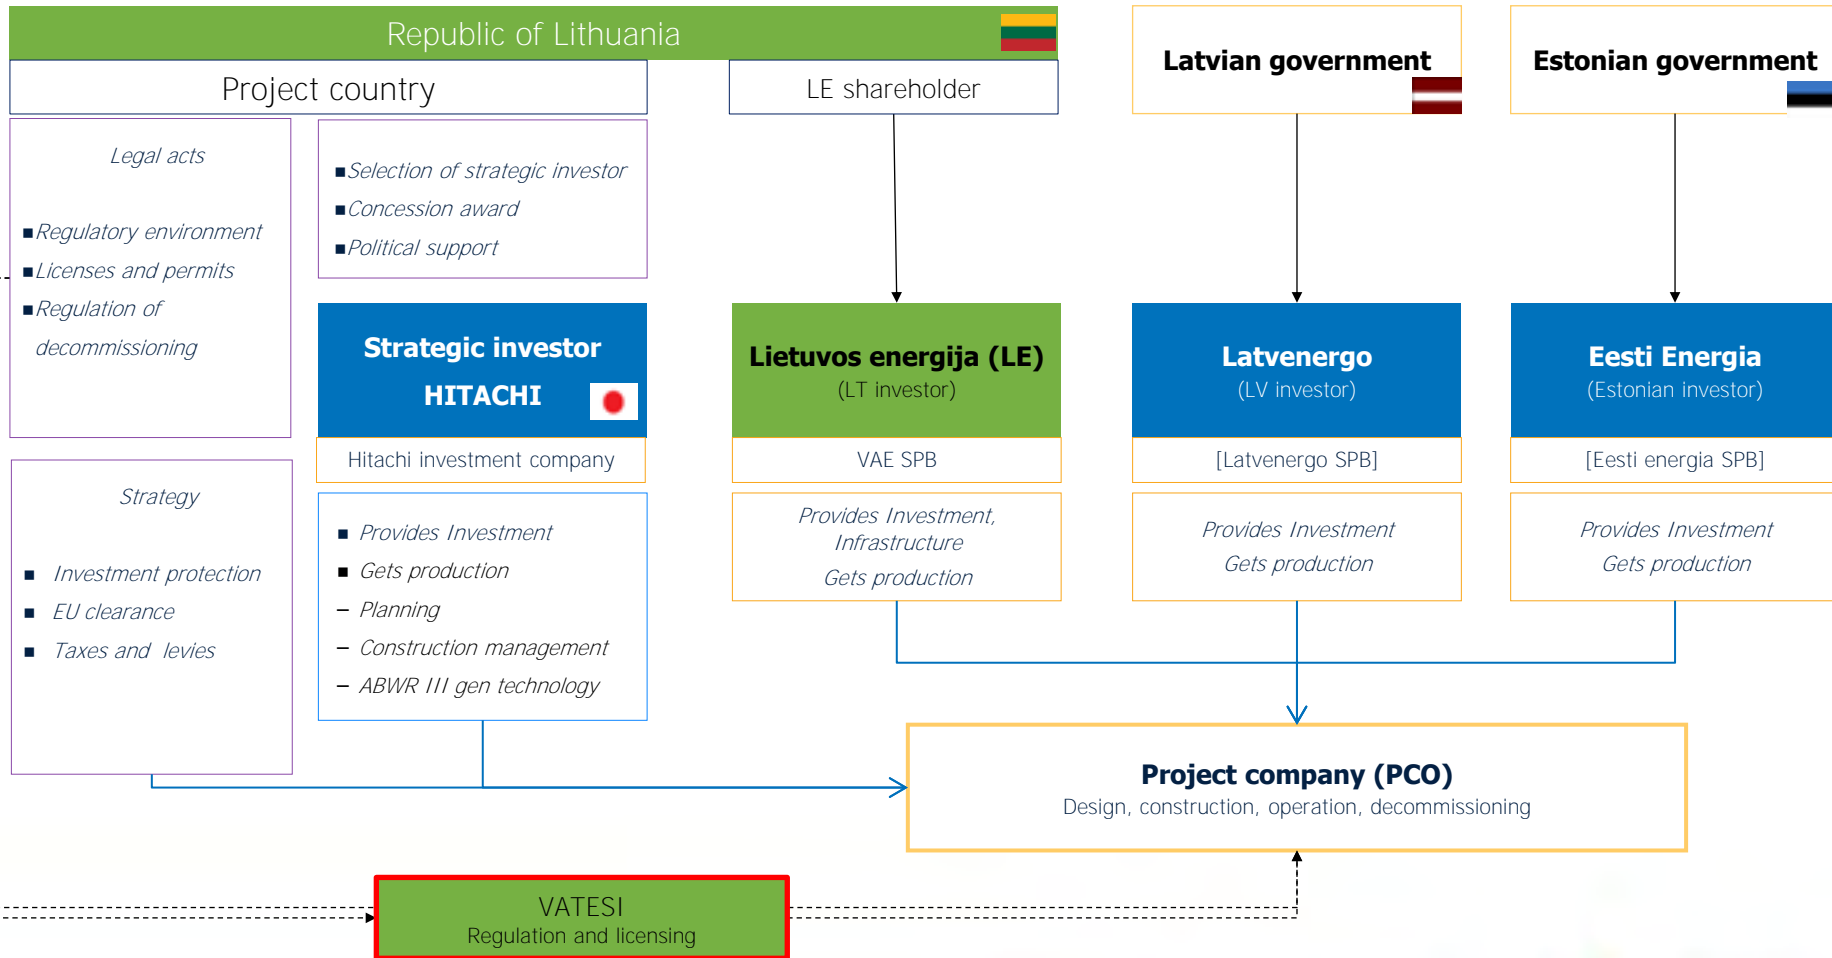 Republic of Lithuania
Project country
LE shareholder
Latvian government
Estonian government
Legal acts
■Regulatory environment
■Licenses and permits
■Regulation of
decommissioning
■Selection of strategic investor
■Concession award
■Political support
Strategy
■ Investment protection
■ EU clearance
■ Taxes and levies
Strategic investor
HITACHI
Hitachi investment company
■ Provides Investment
■ Gets production
– Planning
– Construction management
– ABWR III gen technology
Lietuvos energija (LE)
(LT investor)
VAE SPB
Provides Investment,
Infrastructure
Gets production
Latvenergo
(LV investor)
[Latvenergo SPB]
Provides Investment
Gets production
Eesti Energia
(Estonian investor)
[Eesti energia SPB]
Provides Investment
Gets production
Project company (PCO)
Design, construction, operation, decommissioning
VATESI
Regulation and licensing